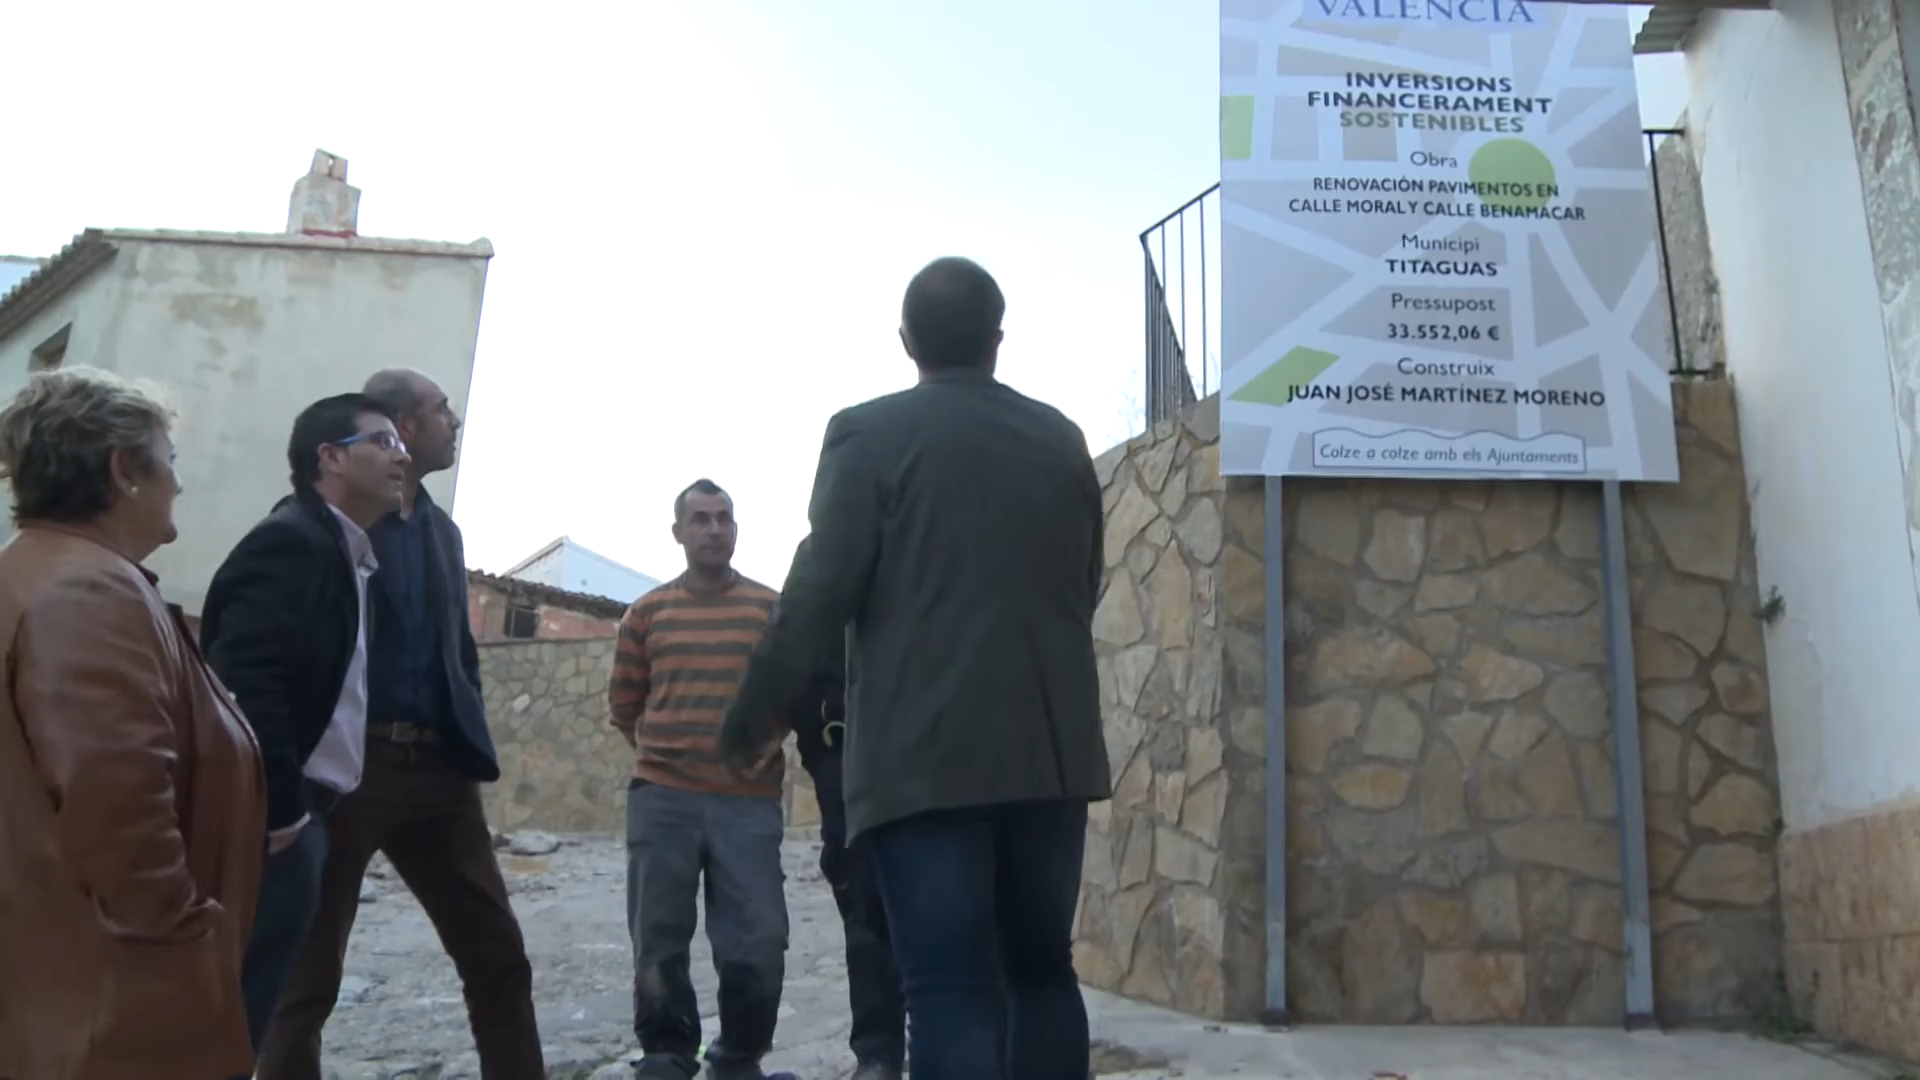 VALENCIA
INVERSIONS
FINANCERAMENT
SOSTENIBLES
Obra
RENOVACIÓN PAVIMENTOS EN
CALLE MORAL Y CALLE BENAMACAR
Municipi
TITAGUAS
Pressupost
33.552,06 €
Construix
JUAN JOSÉ MARTÍNEZ MORENO
Colze a colze amb els Ajuntaments